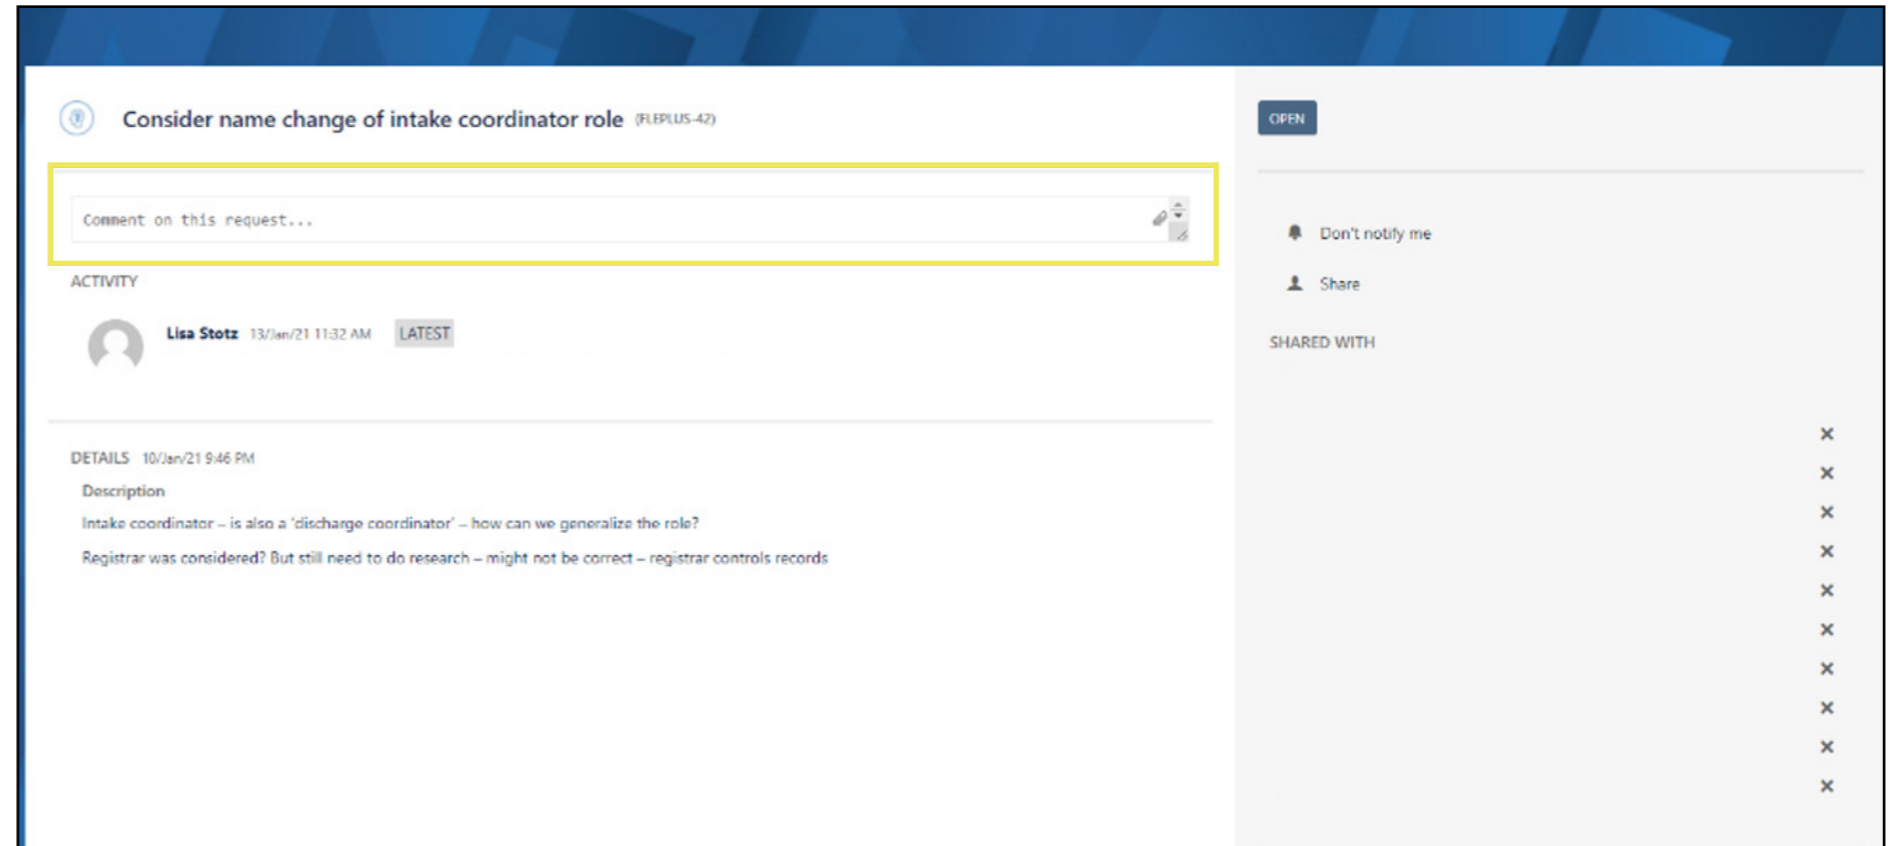 Consider name change of intake coordinator role (FLEPLUS-42)
Comment on this request...
ACTIVITY
Lisa Stotz 13/Jan/21 11:32 AM LATEST
DETAILS 10/Jan/21 9:46 PM
Description
Intake coordinator – is also a 'discharge coordinator' – how can we generalize the role?
Registrar was considered? But still need to do research – might not be correct – registrar controls records
OPEN
Don't notify me
Share
SHARED WITH